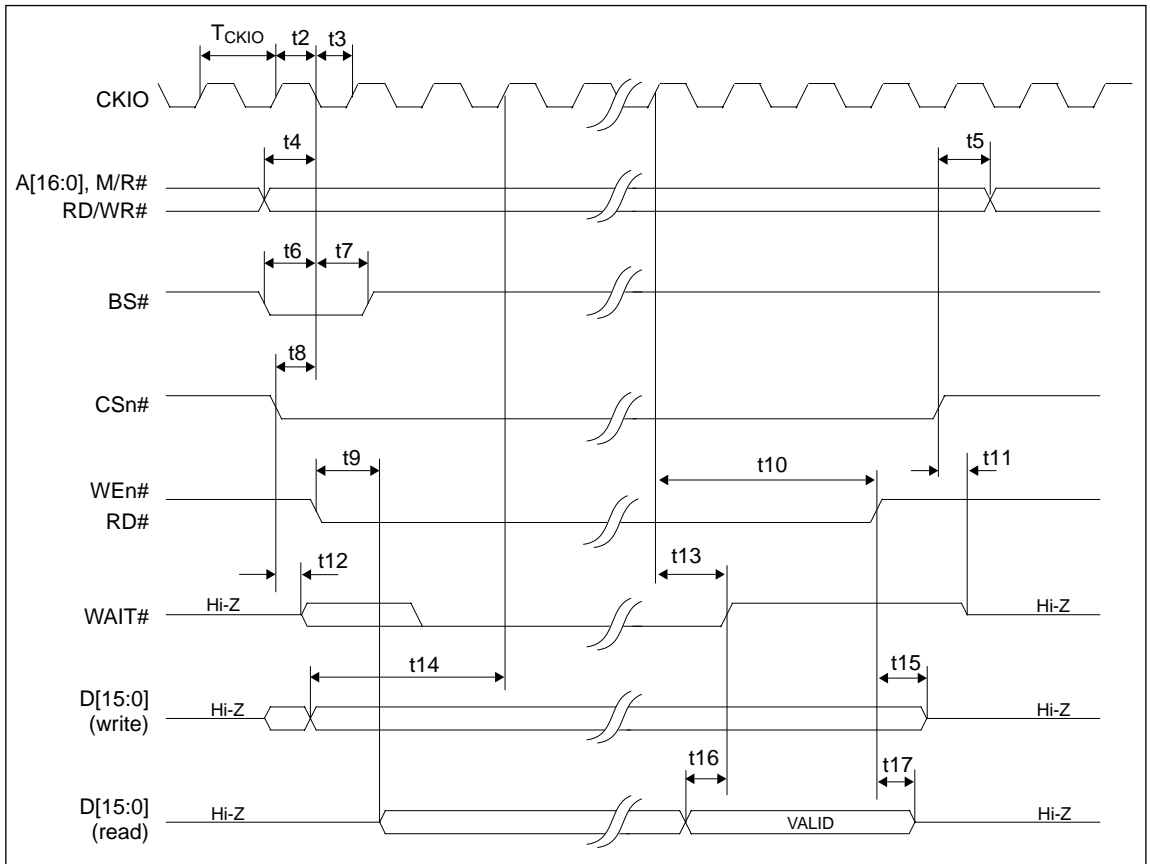 TCKIO t2 t3
CKIO
t4 t5
A[16:0], M/R#
RD/WR#
t6 t7
BS#
t8
CSn#
t9 t10 t11
WEn#
RD#
t12 t13
WAIT# Hi-Z Hi-Z
t14 t15
D[15:0]
(write) Hi-Z Hi-Z
t16 t17
D[15:0]
(read) Hi-Z VALID Hi-Z